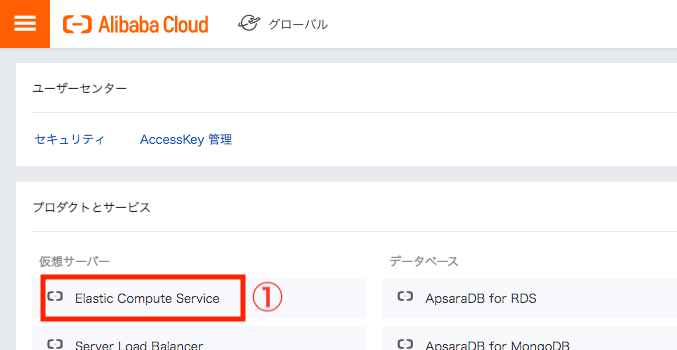 Alibaba Cloud グローバル
ユーザーセンター
セキュリティ AccessKey 管理
プロダクトとサービス
仮想サーバー データベース
Elastic Compute Service ① ApsaraDB for RDS
Server Load Balancer ApsaraDB for MongoDB